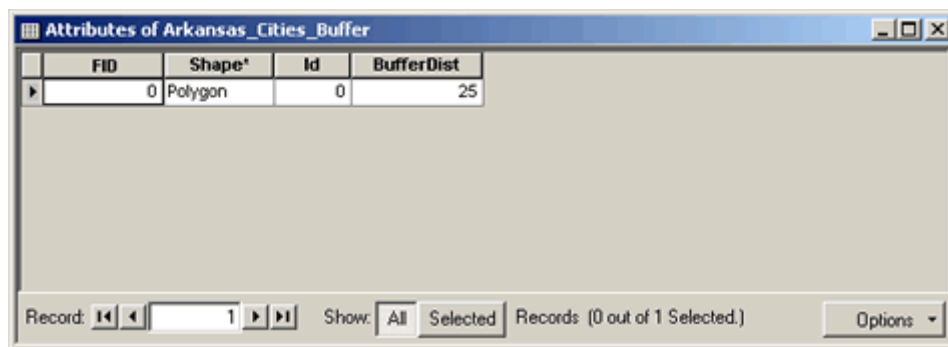 Attributes of Arkansas_Cities_Buffer
FID Shape* Id BufferDist
0 Polygon 0 25
Record: 1 Show: All Selected Records (0 out of 1 Selected.) Options